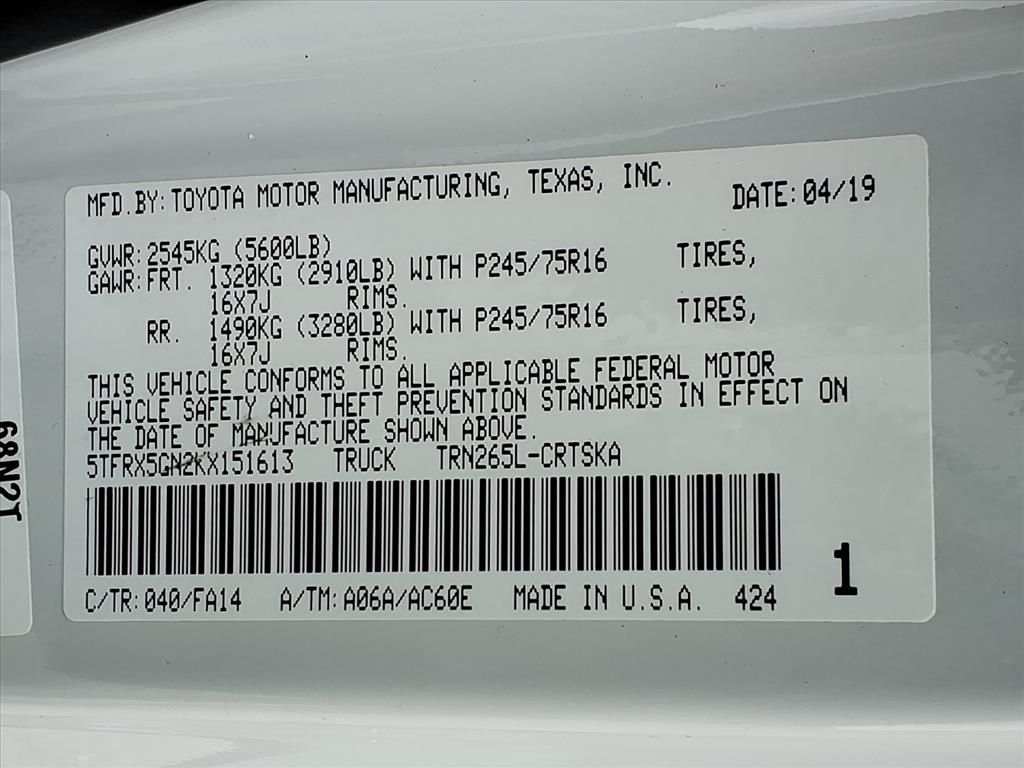 MFD.BY:TOYOTA MOTOR MANUFACTURING, TEXAS, INC. DATE:04/19
GVWR:2545KG (5600LB)
GAWR:FRT. 1320KG (2910LB) WITH P245/75R16 TIRES,
16X7J RIMS.
RR. 1490KG (3280LB) WITH P245/75R16 TIRES,
16X7J RIMS.
THIS VEHICLE CONFORMS TO ALL APPLICABLE FEDERAL MOTOR
VEHICLE SAFETY AND THEFT PREVENTION STANDARDS IN EFFECT ON
THE DATE OF MANUFACTURE SHOWN ABOVE.
5TFRX5GN2KX151613 TRUCK TRN265L-CRTSKA
C/TR:040/FA14 A/TM:A06A/AC60E MADE IN U.S.A. 424
1
68N2T